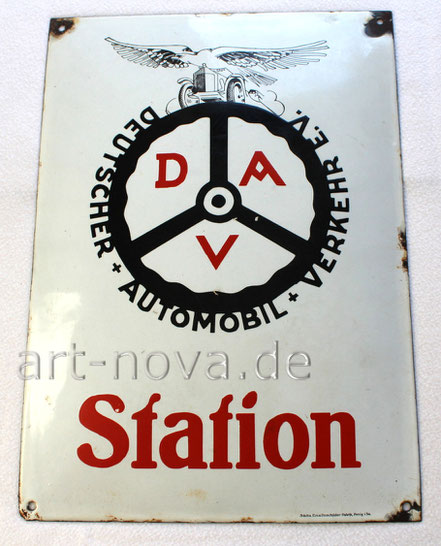 DEUTSCHER + AUTOMOBIL + VERKEHR E.V.
D A
V
art-nova.de
Station